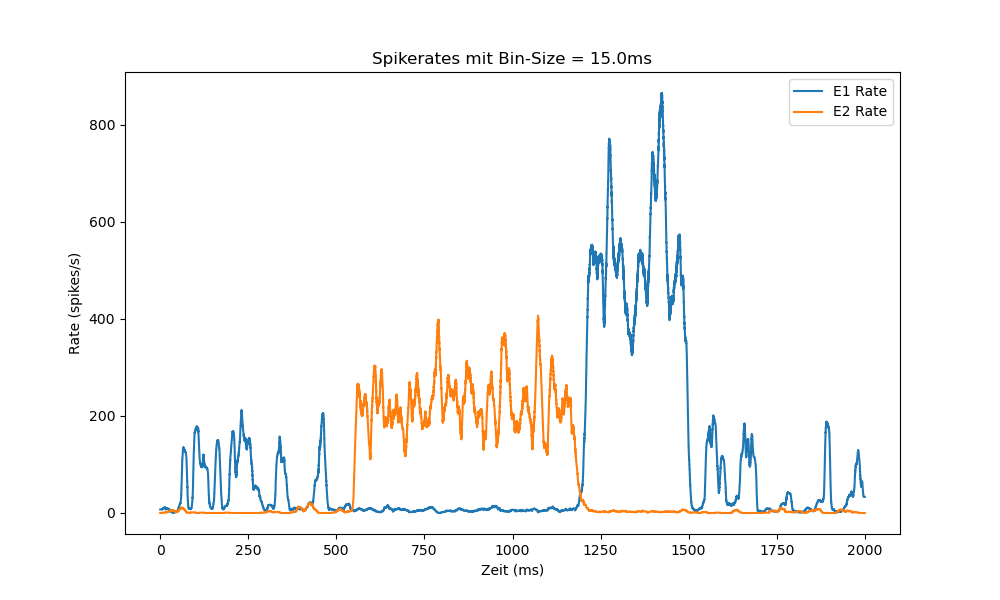 Spikerates mit Bin-Size = 15.0ms
E1 Rate
E2 Rate
800
600
400
200
0
Rate (spikes/s)
0 250 500 750 1000 1250 1500 1750 2000
Zeit (ms)